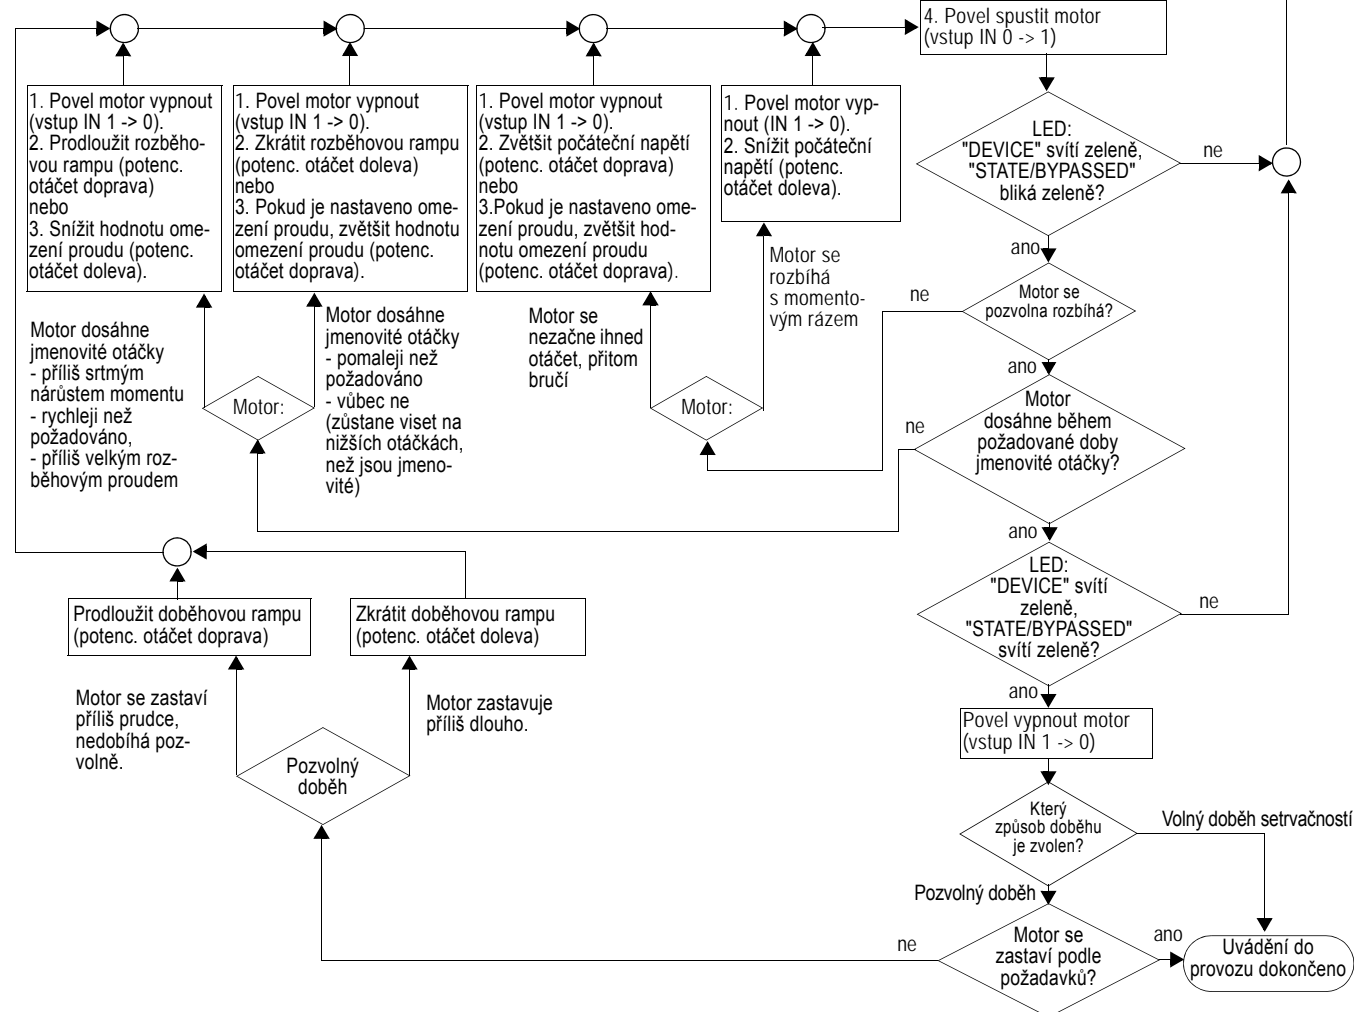 4. Povel spustit motor
(vstup IN 0 -> 1)
1. Povel motor vypnout
(vstup IN 1 -> 0).
2. Prodloužit rozběho-
vou rampu (potenc.
otáčet doprava)
nebo
3. Snížit hodnotu ome-
zení proudu (potenc.
otáčet doleva).
1. Povel motor vypnout
(vstup IN 1 -> 0).
2. Zkrátit rozběhovou rampu
(potenc. otáčet doleva)
nebo
3. Pokud je nastaveno ome-
zení proudu, zvětšit hodnotu
omezení proudu (potenc.
otáčet doprava).
1. Povel motor vypnout
(vstup IN 1 -> 0).
2. Zvětšit počáteční napětí
(potenc. otáčet doprava)
nebo
3.Pokud je nastaveno ome-
zení proudu, zvětšit hod-
notu omezení proudu
(potenc. otáčet doprava).
1. Povel motor vyp-
nout (IN 1 -> 0).
2. Snížit počáteční
napětí (potenc.
otáčet doleva).
LED:
"DEVICE" svítí zeleně,
"STATE/BYPASSED"
bliká zeleně?
ne
ano
Motor se
pozvolna rozbíhá?
ne
ano
Motor se
rozbíhá
s momento-
vým rázem
Motor se
nezačne ihned
otáčet, přitom
bručí
Motor:
Motor dosáhne
jmenovité otáčky
- pomaleji než
požadováno
- vůbec ne
(zůstane viset na
nižších otáčkách,
než jsou jmeno-
vité)
Motor:
Motor dosáhne
jmenovité otáčky
- příliš srtmým
nárůstem momentu
- rychleji než
požadováno,
- příliš velkým roz-
běhovým proudem
Motor
dosáhne během
požadované doby
jmenovité otáčky?
ne
ano
LED:
"DEVICE" svítí
zeleně,
"STATE/BYPASSED"
svítí zeleně?
ne
ano
Prodloužit doběhovou rampu
(potenc. otáčet doprava)
Zkrátit doběhovou rampu
(potenc. otáčet doleva)
Motor se zastaví
příliš prudce,
nedobíhá poz-
volně.
Motor zastavuje
příliš dlouho.
Pozvolný
doběh
Povel vypnout motor
(vstup IN 1 -> 0)
Který
způsob doběhu
je zvolen?
Volný doběh setrvačností
Pozvolný doběh
Motor se
zastaví podle
požadavků?
ne
ano
Uvádění do
provozu dokončeno